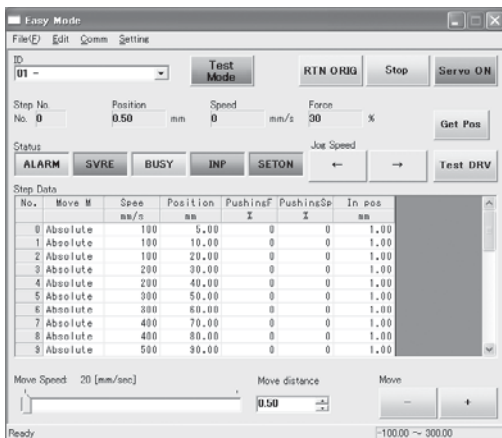 Easy Mode
File(F) Edit Comm Setting
ID
01 -
Test Mode
RTN ORIG Stop Servo ON
Step No. Position Speed Force
No. 0 0.50 mm 0 mm/s 30 %
Get Pos
Status Jog Speed
ALARM SVRE BUSY INP SETON ← → Test DRV
Step Data
No. Move M Spee Position PushingF PushingSp In pos
mm/s mm % % mm
0 Absolute 100 5.00 0 0 1.00
1 Absolute 100 10.00 0 0 1.00
2 Absolute 100 20.00 0 0 1.00
3 Absolute 200 30.00 0 0 1.00
4 Absolute 200 40.00 0 0 1.00
5 Absolute 300 50.00 0 0 1.00
6 Absolute 300 60.00 0 0 1.00
7 Absolute 400 70.00 0 0 1.00
8 Absolute 400 80.00 0 0 1.00
9 Absolute 500 90.00 0 0 1.00
Move Speed: 20 [mm/sec] Move distance Move
0.50 - +
Ready -100.00 ~ 300.00